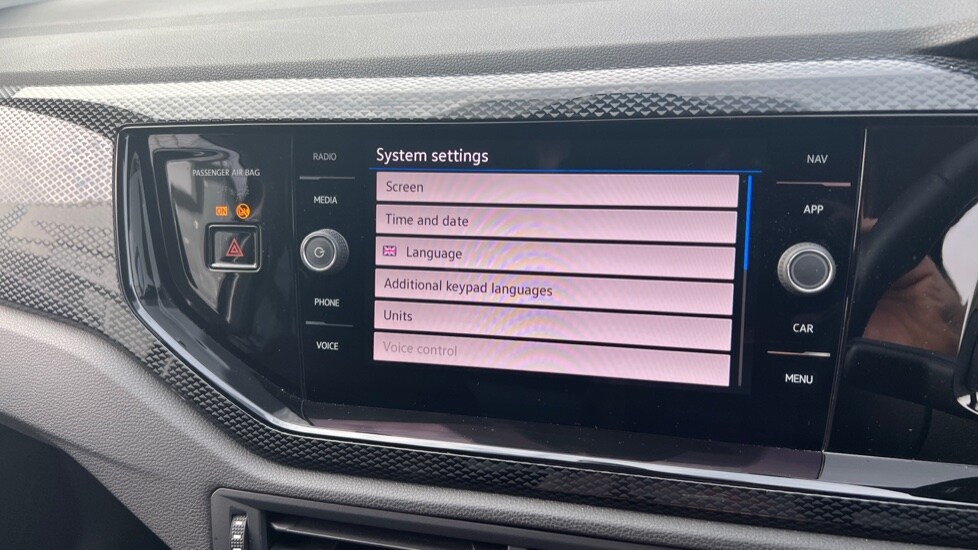 PASSENGER AIR BAG
ON
RADIO
MEDIA
PHONE
VOICE
System settings
Screen
Time and date
Language
Additional keypad languages
Units
Voice control
NAV
APP
CAR
MENU